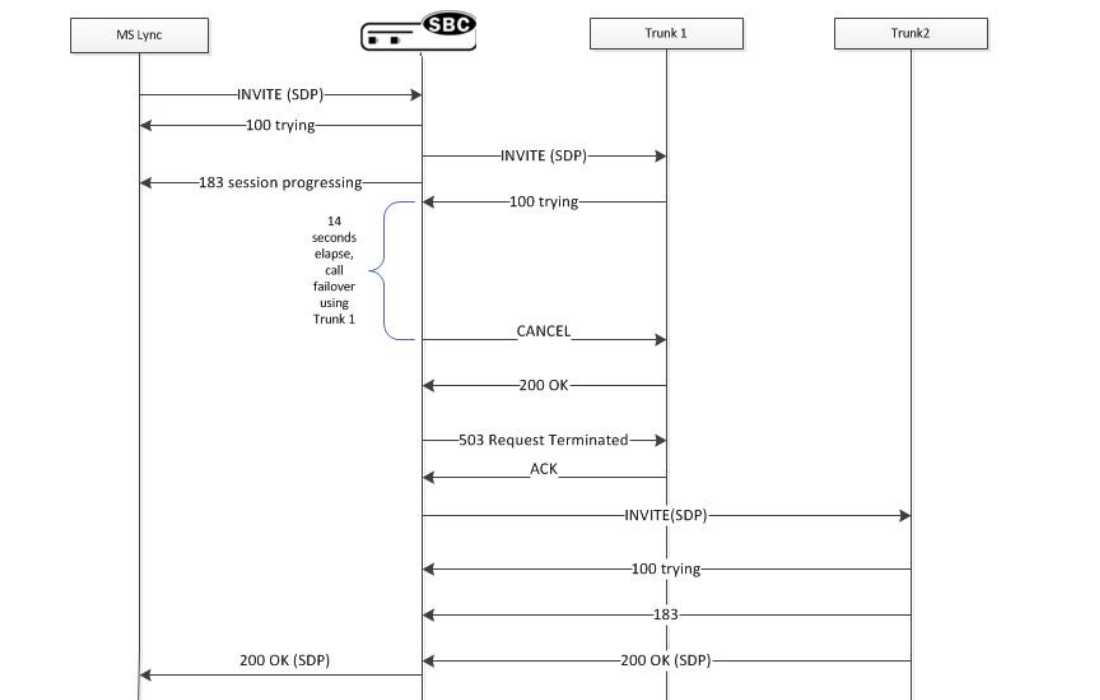 MS Lync
SBC
Trunk 1
Trunk2
INVITE (SDP)
100 trying
INVITE (SDP)
183 session progressing
100 trying
14
seconds
elapse,
call
failover
using
Trunk 1
CANCEL
200 OK
503 Request Terminated
ACK
INVITE(SDP)
100 trying
183
200 OK (SDP)
200 OK (SDP)